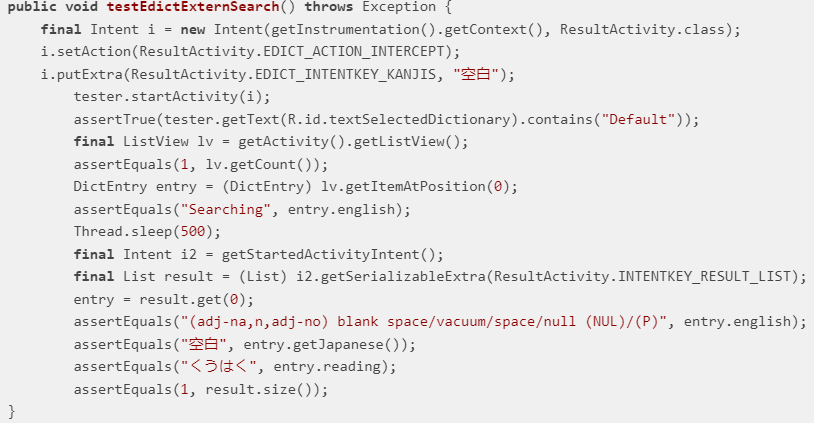 public void testEdictExternSearch() throws Exception {
    final Intent i = new Intent(getInstrumentation().getContext(), ResultActivity.class);
    i.setAction(ResultActivity.EDICT_ACTION_INTERCEPT);
    i.putExtra(ResultActivity.EDICT_INTENTKEY_KANJIS, "空白");
        tester.startActivity(i);
        assertTrue(tester.getText(R.id.textSelectedDictionary).contains("Default"));
        final ListView lv = getActivity().getListView();
        assertEquals(1, lv.getCount());
        DictEntry entry = (DictEntry) lv.getItemAtPosition(0);
        assertEquals("Searching", entry.english);
        Thread.sleep(500);
        final Intent i2 = getStartedActivityIntent();
        final List result = (List) i2.getSerializableExtra(ResultActivity.INTENTKEY_RESULT_LIST);
        entry = result.get(0);
        assertEquals("(adj-na,n,adj-no) blank space/vacuum/space/null (NUL)/(P)", entry.english);
        assertEquals("空白", entry.getJapanese());
        assertEquals("くうはく", entry.reading);
        assertEquals(1, result.size());
}